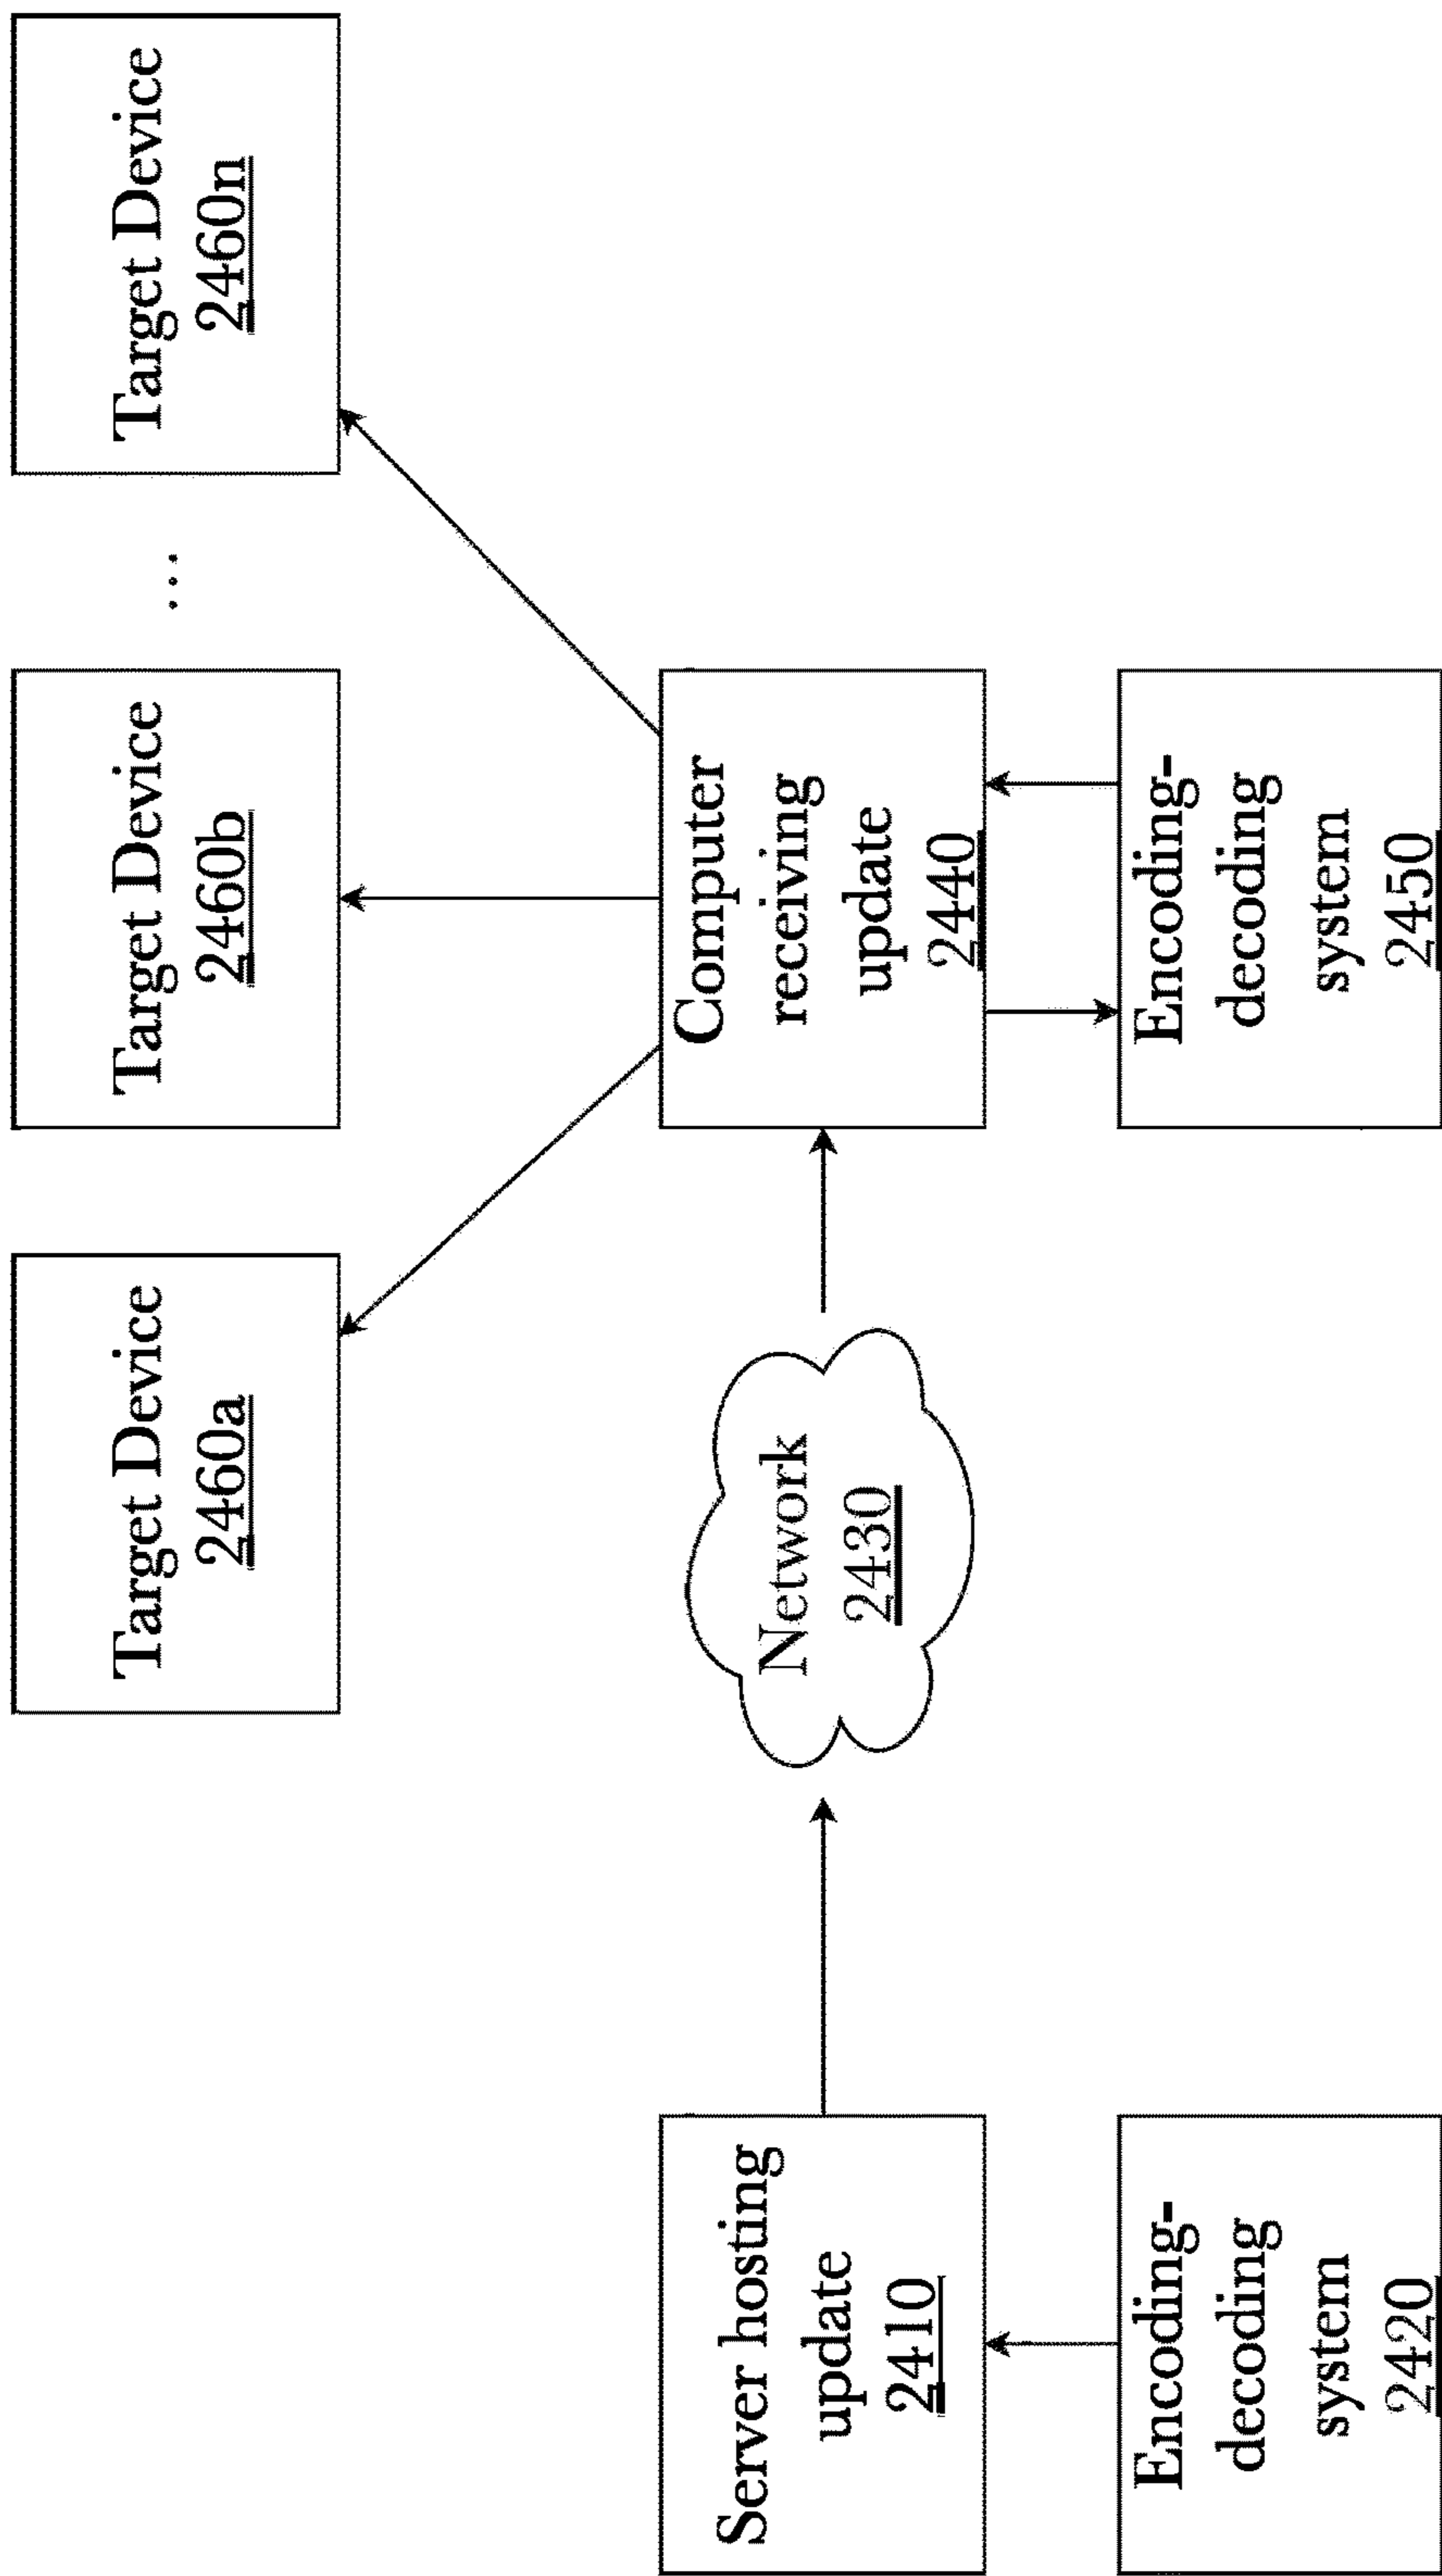 Target Device
2460a
Target Device
2460b
...
Target Device
2460n
Server hosting
update
2410
Network
2430
Computer
receiving
update
2440
Encoding-
decoding
system
2420
Encoding-
decoding
system
2450